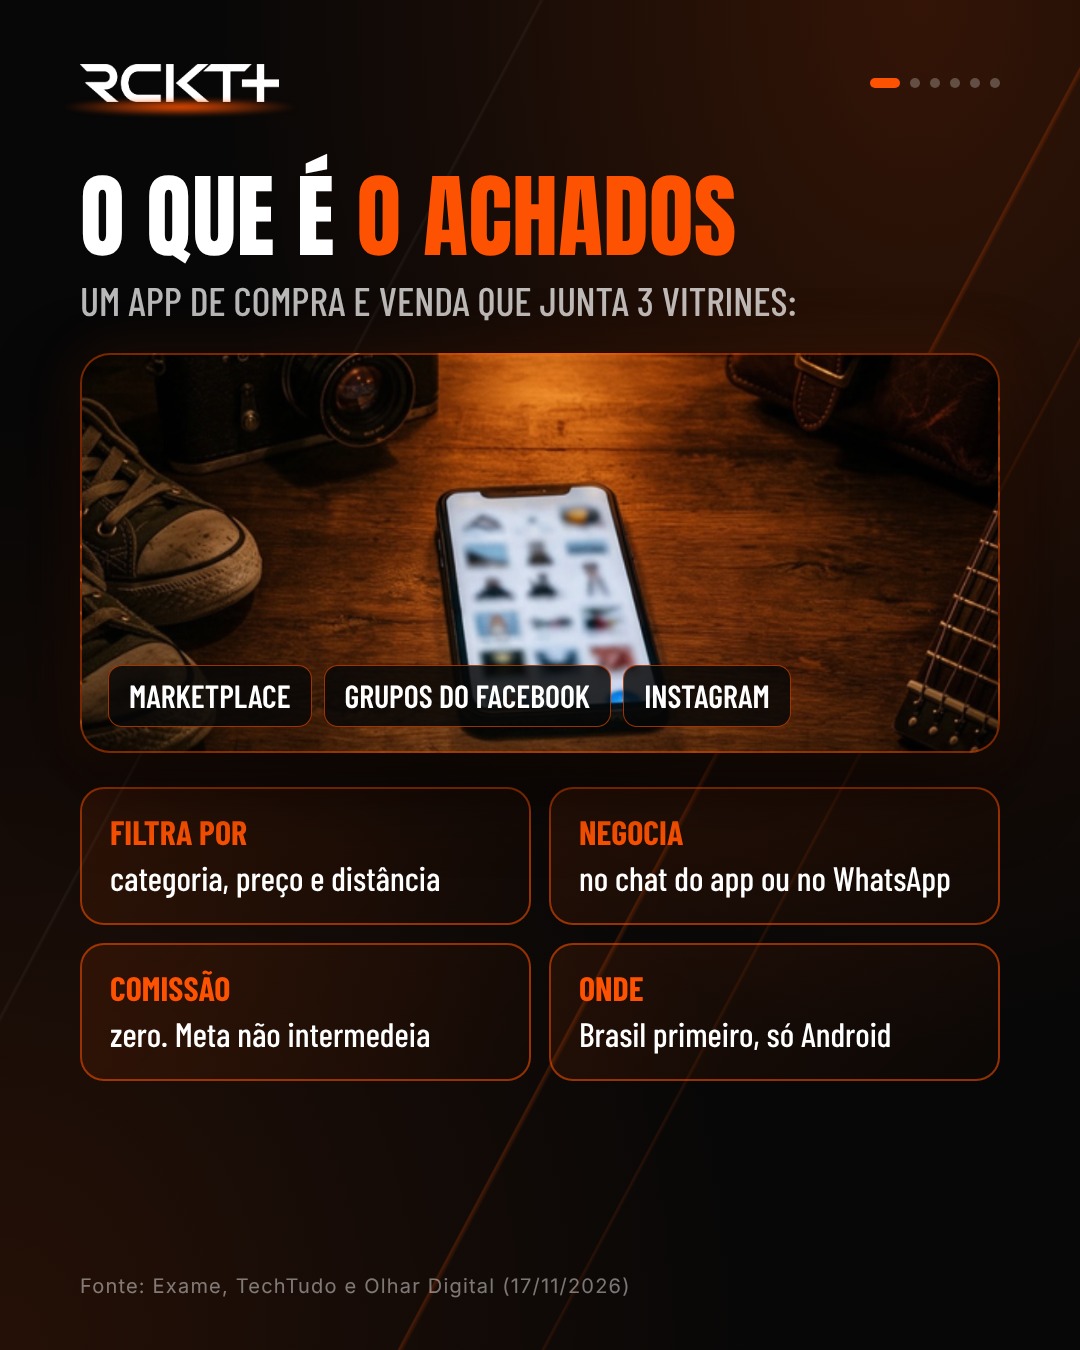 RCKT+
O QUE É O ACHADOS
UM APP DE COMPRA E VENDA QUE JUNTA 3 VITRINES:
MARKETPLACE
GRUPOS DO FACEBOOK
INSTAGRAM
FILTRA POR
categoria, preço e distância
NEGOCIA
no chat do app ou no WhatsApp
COMISSÃO
zero. Meta não intermedeia
ONDE
Brasil primeiro, só Android
Fonte: Exame, TechTudo e Olhar Digital (17/11/2026)